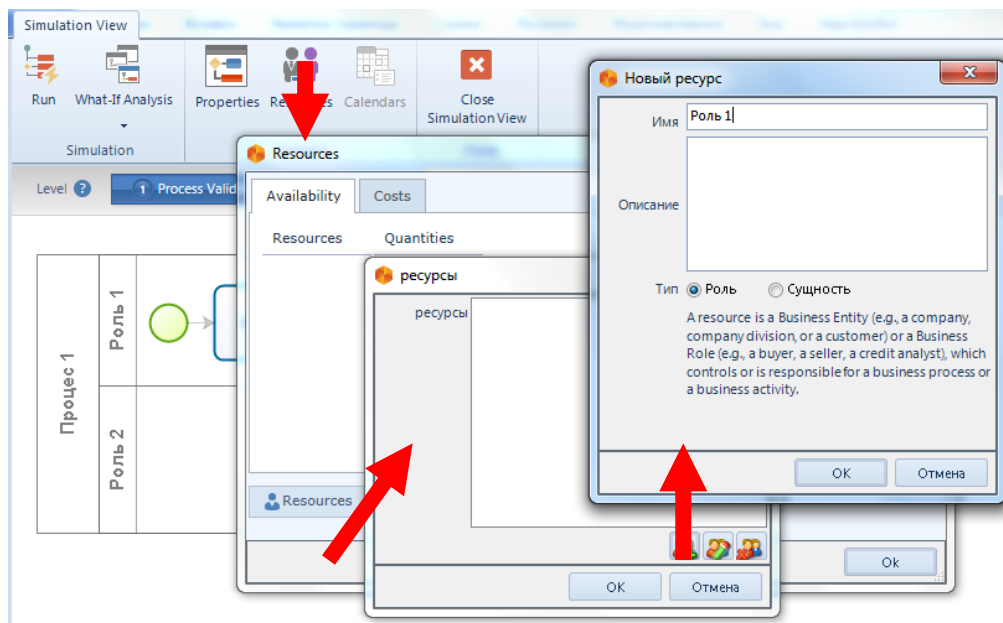 Simulation View
Run
What-If Analysis
Properties
Calendars
Close
Simulation View
Simulation
Level ?
1 Process Valid
Resources
Availability
Costs
Resources
Quantities
Resources
Ok
ресурсы
ресурсы
OK
Отмена
Новый ресурс
Имя
Роль 1
Описание
Тип
Роль
Сущность
A resource is a Business Entity (e.g., a company,
company division, or a customer) or a Business
Role (e.g., a buyer, a seller, a credit analyst), which
controls or is responsible for a business process or
a business activity.
OK
Отмена
Процес 1
Роль 1
Роль 2